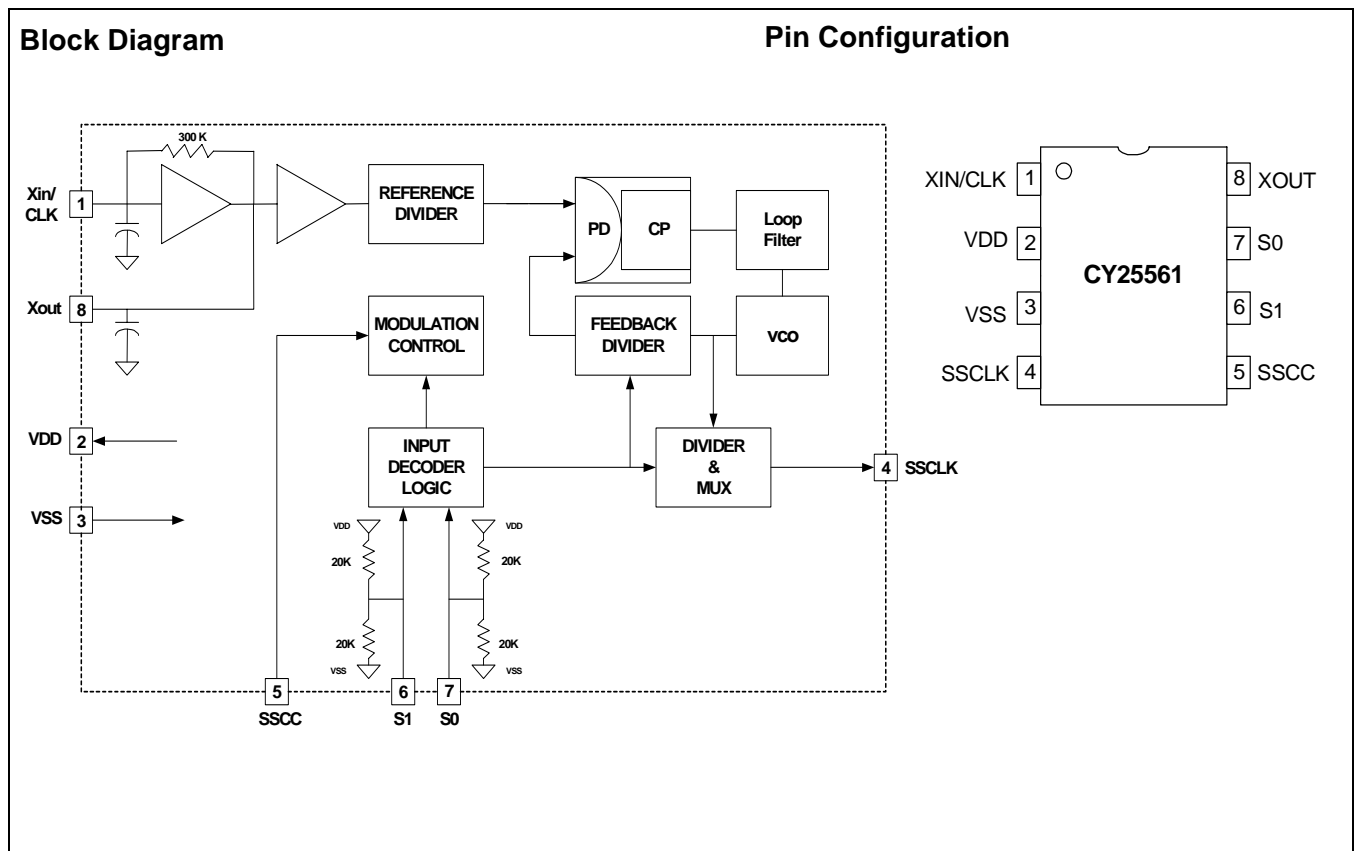 Block Diagram
Pin Configuration
300 K
Xin/
CLK
1
REFERENCE
DIVIDER
PD
CP
Loop
Filter
Xout
8
MODULATION
CONTROL
FEEDBACK
DIVIDER
VCO
VDD
2
INPUT
DECODER
LOGIC
DIVIDER
&
MUX
4
SSCLK
VSS
3
VDD
VDD
20K
20K
20K
20K
VSS
VSS
5
6
7
SSCC
S1
S0
XIN/CLK
1
8
XOUT
VDD
2
7
S0
CY25561
VSS
3
6
S1
SSCLK
4
5
SSCC